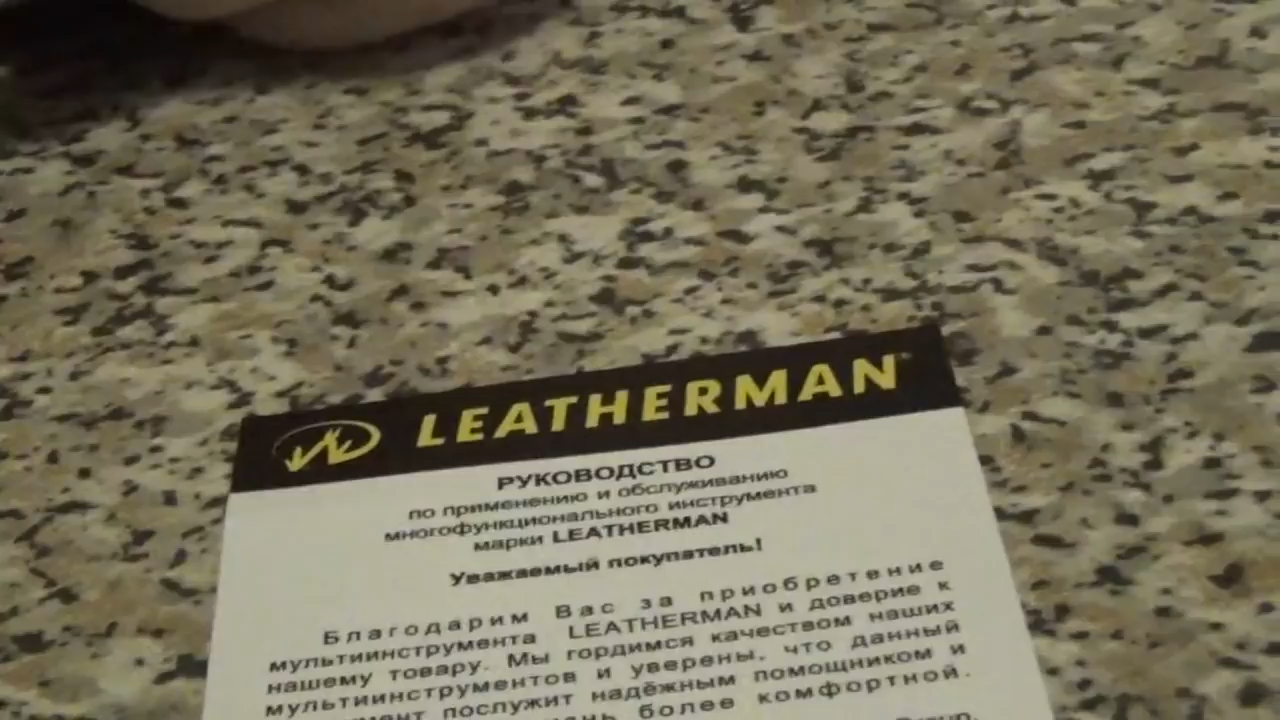 LEATHERMAN
РУКОВОДСТВО
по применению и обслуживанию
многофункционального инструмента
марки LEATHERMAN
Уважаемый покупатель!
Благодарим Вас за приобретение
мультиинструмента LEATHERMAN и доверие к
нашему товару. Мы гордимся качеством наших
мультиинструментов и уверены, что данный
послужит надёжным помощником и
более комфортной.